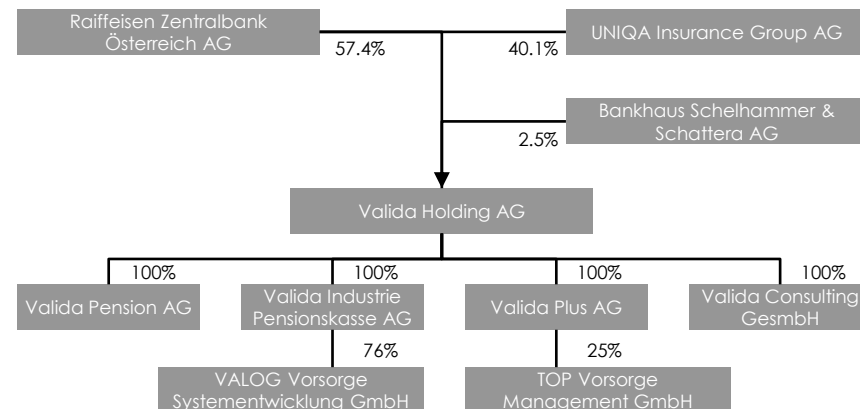 Raiffeisen Zentralbank
Österreich AG
57.4%
40.1%
UNIQA Insurance Group AG
Bankhaus Schelhammer &
Schattera AG
2.5%
Valida Holding AG
100%
100%
100%
100%
Valida Pension AG
Valida Industrie
Pensionskasse AG
Valida Plus AG
Valida Consulting
GesmbH
76%
25%
VALOG Vorsorge
Systementwicklung GmbH
TOP Vorsorge
Management GmbH